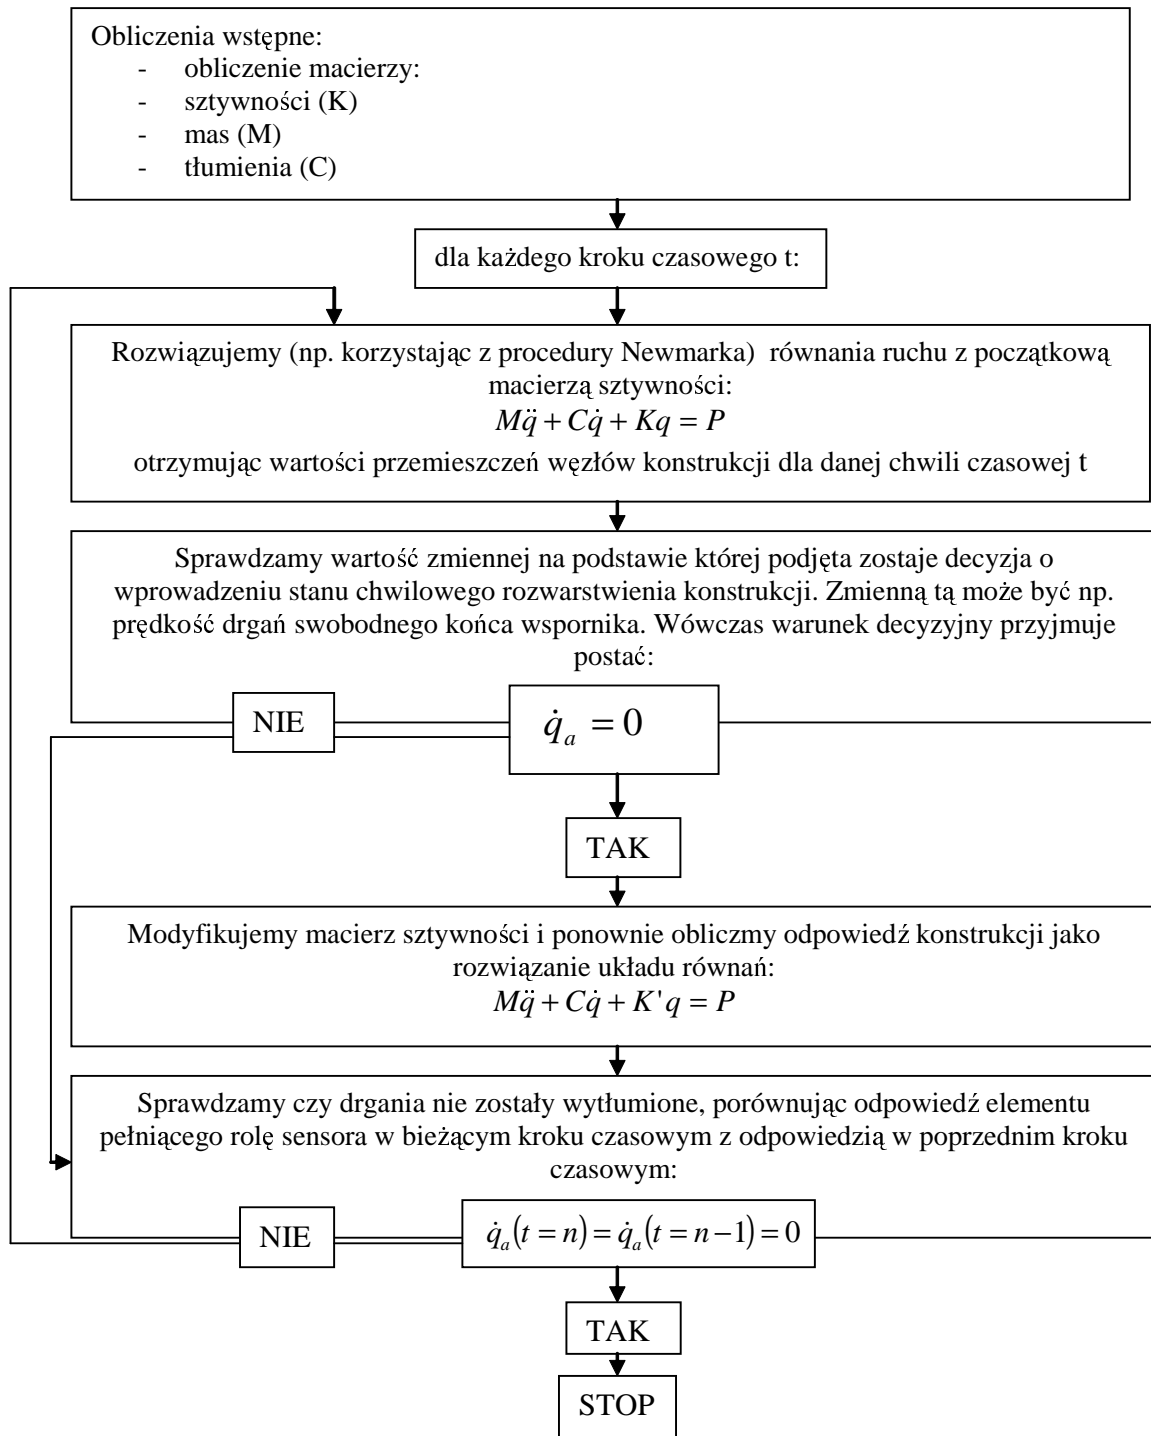 Obliczenia wstępne:
- obliczenie macierzy:
- sztywności (K)
- mas (M)
- tłumienia (C)
dla każdego kroku czasowego t:
Rozwiązujemy (np. korzystając z procedury Newmarka) równania ruchu z początkową
macierzą sztywności:
Mq̈ + Cq̇ + Kq = P
otrzymując wartości przemieszczeń węzłów konstrukcji dla danej chwili czasowej t
Sprawdzamy wartość zmiennej na podstawie której podjęta zostaje decyzja o
wprowadzeniu stanu chwilowego rozwarstwienia konstrukcji. Zmienną tą może być np.
prędkość drgań swobodnego końca wspornika. Wówczas warunek decyzyjny przyjmuje
postać:
NIE
q̇ₐ = 0
TAK
Modyfikujemy macierz sztywności i ponownie obliczmy odpowiedź konstrukcji jako
rozwiązanie układu równań:
Mq̈ + Cq̇ + K'q = P
Sprawdzamy czy drgania nie zostały wytłumione, porównując odpowiedź elementu
pełniącego rolę sensora w bieżącym kroku czasowym z odpowiedzią w poprzednim kroku
czasowym:
NIE
q̇ₐ(t = n) = q̇ₐ(t = n−1) = 0
TAK
STOP